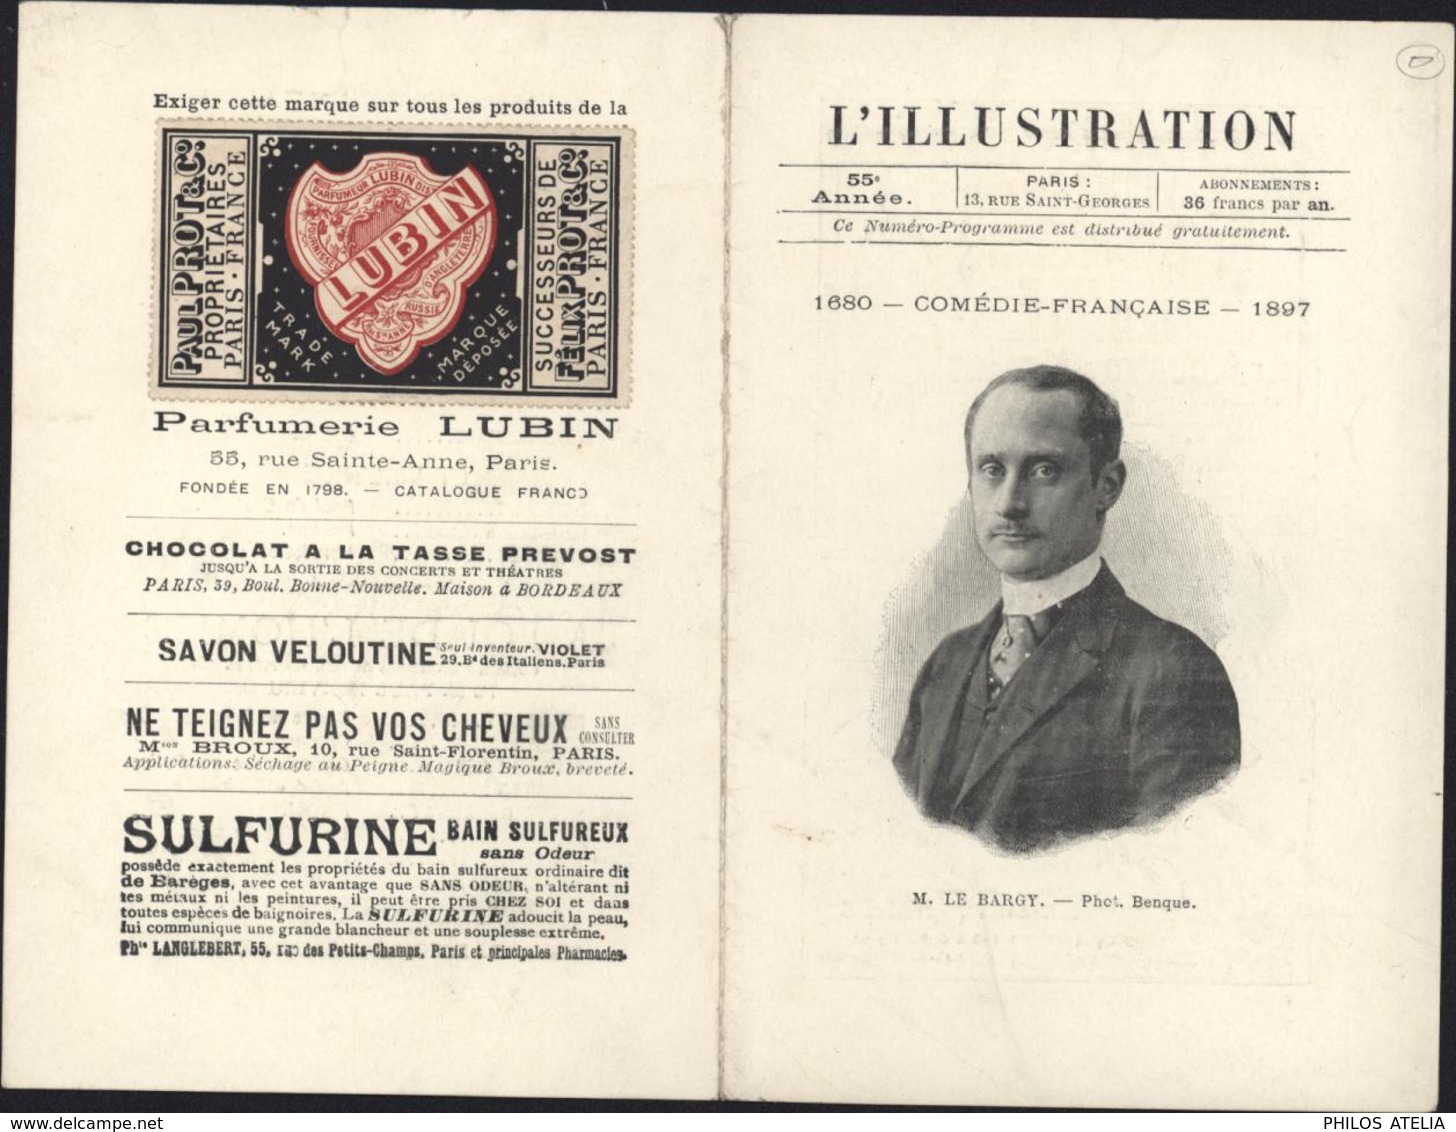 Exiger cette marque sur tous les produits de la
PAUL PROT & Co.
PROPRIÉTAIRES
PARIS · FRANCE
PARFUMEUR LUBIN
LUBIN
D'ANGLETERRE
RUSSIE
TRADE
MARK
MARQUE
DÉPOSÉE
SUCCESSEURS DE
FÉLIX PROT & Co.
PARIS · FRANCE
Parfumerie LUBIN
55, rue Sainte-Anne, Paris.
FONDÉE EN 1798. — CATALOGUE FRANCO
CHOCOLAT A LA TASSE PREVOST
JUSQU'A LA SORTIE DES CONCERTS ET THÉATRES
PARIS, 39, Boul. Bonne-Nouvelle. Maison à BORDEAUX
SAVON VELOUTINE Seul inventeur. VIOLET
29. Bd des Italiens. Paris
NE TEIGNEZ PAS VOS CHEVEUX SANS CONSULTER
Mson BROUX, 10, rue Saint-Florentin, PARIS.
Applications. Séchage au Peigne Magique Broux, breveté.
SULFURINE BAIN SULFUREUX
sans Odeur
possède exactement les propriétés du bain sulfureux ordinaire dit
de Barèges, avec cet avantage que SANS ODEUR, n'altérant ni
les métaux ni les peintures, il peut être pris CHEZ SOI et dans
toutes espèces de baignoires. La SULFURINE adoucit la peau,
lui communique une grande blancheur et une souplesse extrême.
Phie LANGLEBERT, 55, rue des Petits-Champs, Paris et principales Pharmacies.
L'ILLUSTRATION
55e
Année.
PARIS :
13, RUE SAINT-GEORGES
ABONNEMENTS :
36 francs par an.
Ce Numéro-Programme est distribué gratuitement.
1680 — COMÉDIE-FRANÇAISE — 1897
M. LE BARGY. — Phot. Benque.
PHILOS ATELIA